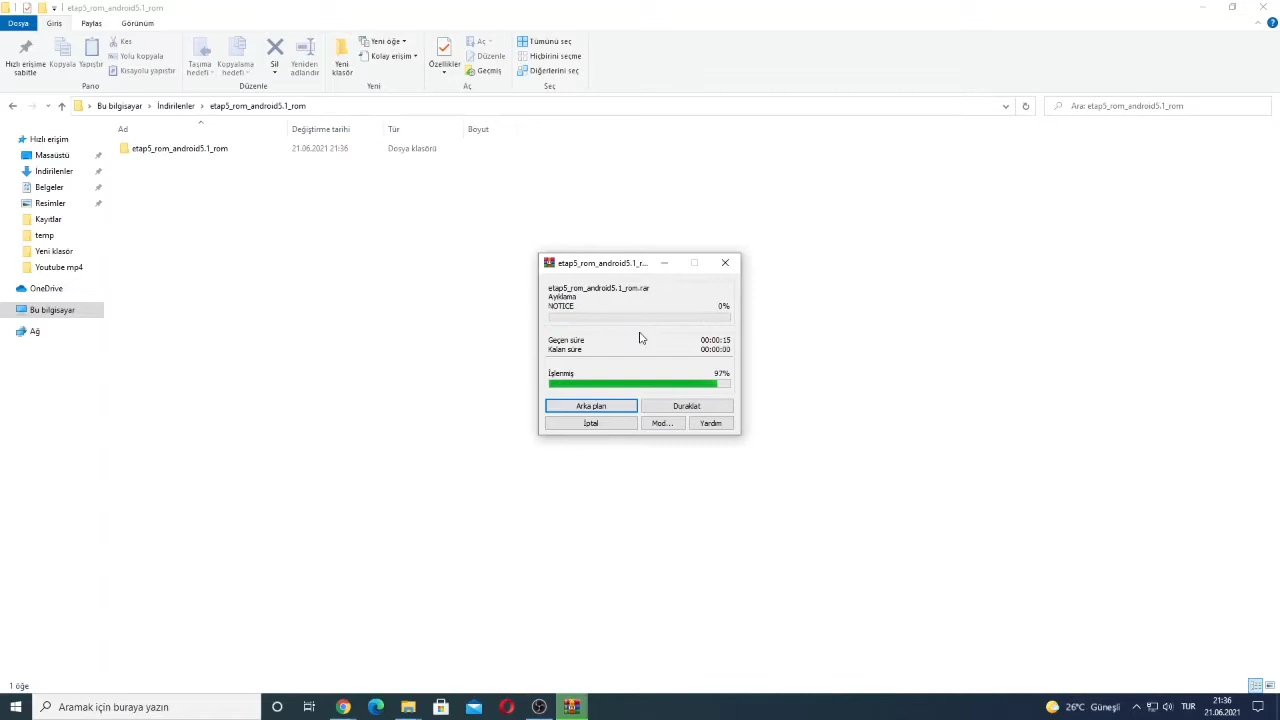 etap5_rom_android5.1_rom
Dosya
Giriş
Paylaş
Görünüm
Hızlı erişime sabitle
Kopyala
Yapıştır
Kes
Yolu kopyala
Kısayolu yapıştır
Pano
Taşıma hedefi
Kopyalama hedefi
Sil
Yeniden adlandır
Düzenle
Yeni klasör
Yeni öğe
Kolay erişim
Yeni
Özellikler
Aç
Düzenle
Geçmiş
Aç
Tümünü seç
Hiçbirini seçme
Diğerlerini seç
Seç
Bu bilgisayar > İndirilenler > etap5_rom_android5.1_rom
Ara: etap5_rom_android5.1_rom
Ad Değiştirme tarihi Tür Boyut
etap5_rom_android5.1_rom 21.06.2021 21:36 Dosya klasörü
Hızlı erişim
Masaüstü
İndirilenler
Belgeler
Resimler
Kayıtlar
temp
Yeni klasör
Youtube mp4
OneDrive
Bu bilgisayar
Ağ
etap5_rom_android5.1_r...
etap5_rom_android5.1_rom.rar
Ayıklama
NOTICE 0%
Geçen süre 00:00:15
Kalan süre 00:00:00
İşlenmiş 97%
Arka plan
Duraklat
İptal
Mod...
Yardım
1 öğe
Aramak için buraya yazın
26°C Güneşli
TUR
21:36
21.06.2021